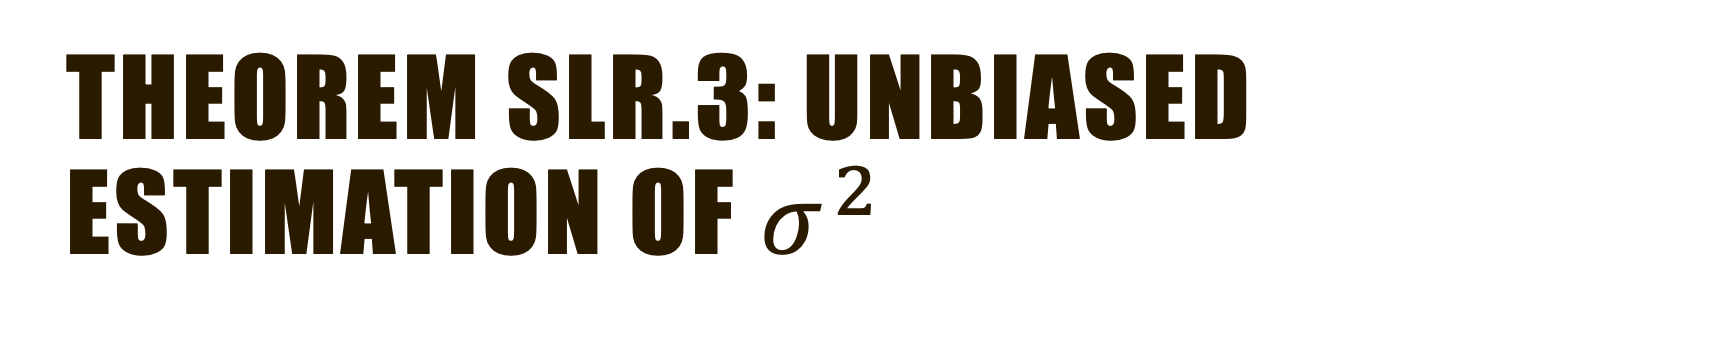 THEOREM SLR.3: UNBIASED
ESTIMATION OF σ²